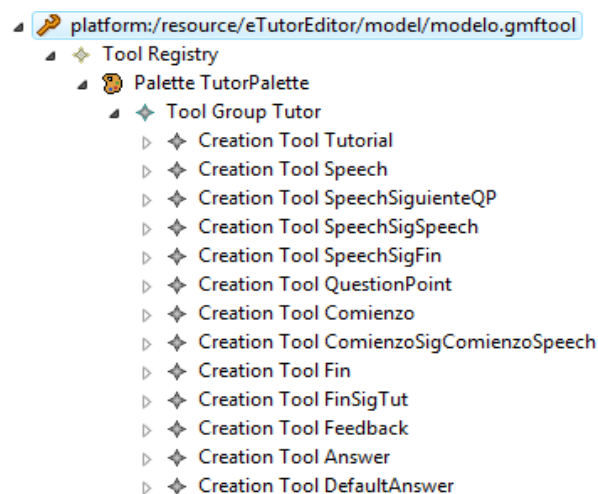 platform:/resource/eTutorEditor/model/modelo.gmftool
Tool Registry
Palette TutorPalette
Tool Group Tutor
Creation Tool Tutorial
Creation Tool Speech
Creation Tool SpeechSiguienteQP
Creation Tool SpeechSigSpeech
Creation Tool SpeechSigFin
Creation Tool QuestionPoint
Creation Tool Comienzo
Creation Tool ComienzoSigComienzoSpeech
Creation Tool Fin
Creation Tool FinSigTut
Creation Tool Feedback
Creation Tool Answer
Creation Tool DefaultAnswer